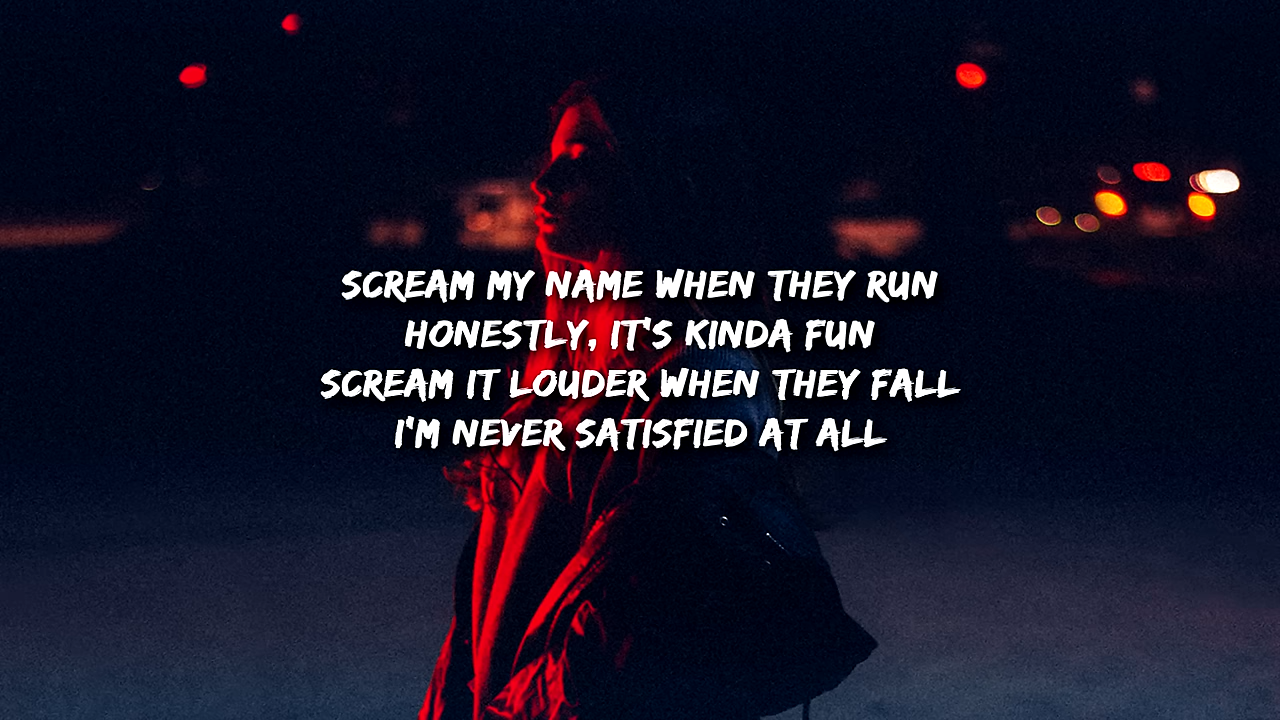 SCREAM MY NAME WHEN THEY RUN
HONESTLY, IT'S KINDA FUN
SCREAM IT LOUDER WHEN THEY FALL
I'M NEVER SATISFIED AT ALL